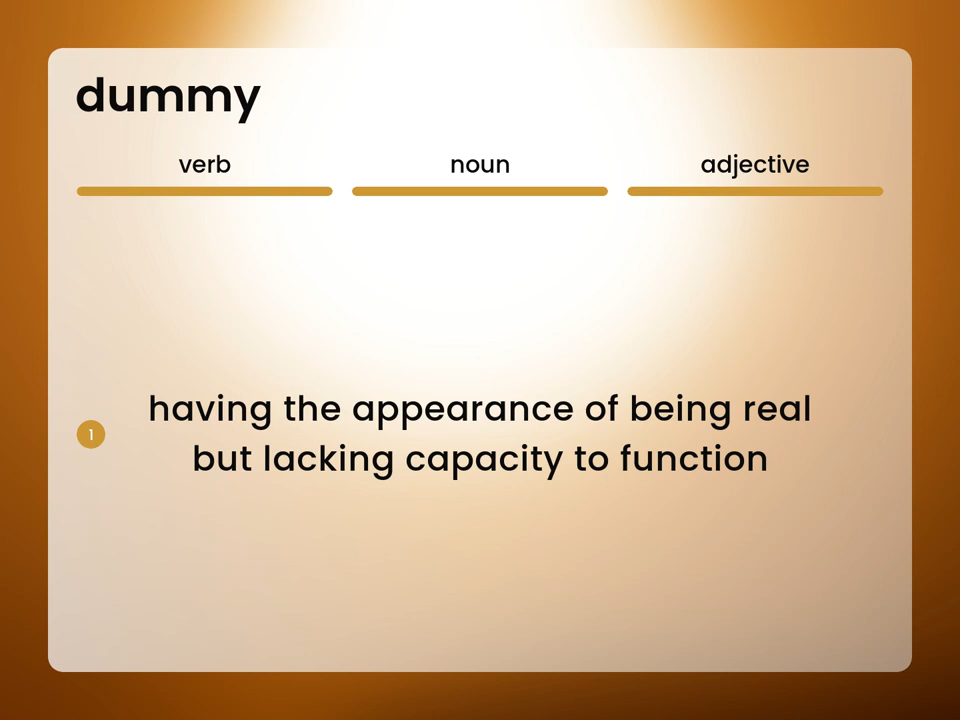 dummy
verb noun adjective
having the appearance of being real
1
but lacking capacity to function